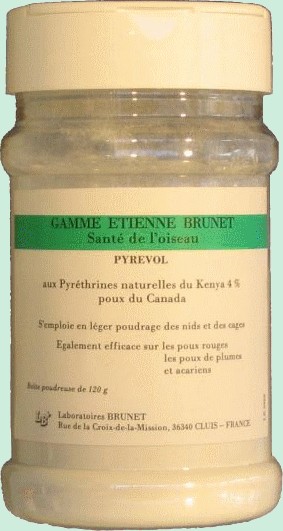 GAMME ETIENNE BRUNET
Santé de l'oiseau
PYREVOL
aux Pyréthrines naturelles du Kenya 4 %
poux du Canada
S'emploie en léger poudrage des nids et des cages
Egalement efficace sur les poux rouges
les poux de plumes
et acariens
Boîte poudreuse de 120 g
LB
Laboratoires BRUNET
Rue de la Croix-de-la-Mission, 36340 CLUIS – FRANCE